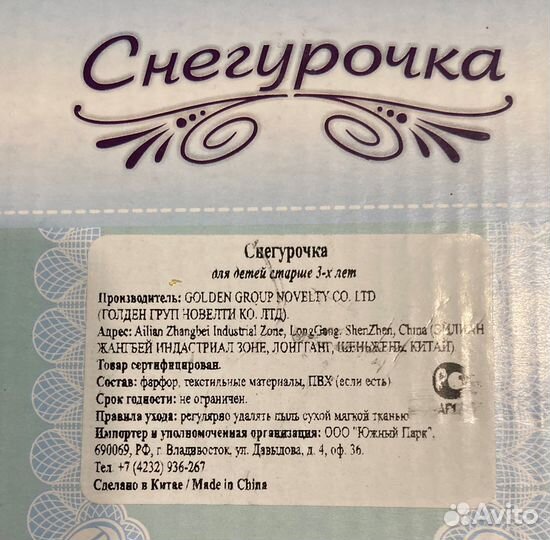 Снегурочка
Снегурочка
для детей старше 3-х лет
Производитель: GOLDEN GROUP NOVELTY CO. LTD
(ГОЛДЕН ГРУП НОВЕЛТИ КО. ЛТД).
Адрес: Ailian Zhangbei Industrial Zone, LongGang. ShenZhen, China (ЭИЛИАН
ЖАНГБЕЙ ИНДАСТРИАЛ ЗОНЕ, ЛОНГГАНГ, ШЕНЬЖЕНЬ, КИТАЙ).
Товар сертифицирован.
Состав: фарфор, текстильные материалы, ПВХ (если есть)
Срок годности: не ограничен.
Правила ухода: регулярно удалять пыль сухой мягкой тканью
Импортер и уполномоченная организация: ООО "Южный Парк",
690069, РФ, г. Владивосток, ул. Давыдова, д. 4, оф. 36.
Тел. +7 (4232) 936-267
Сделано в Китае / Made in China
Avito